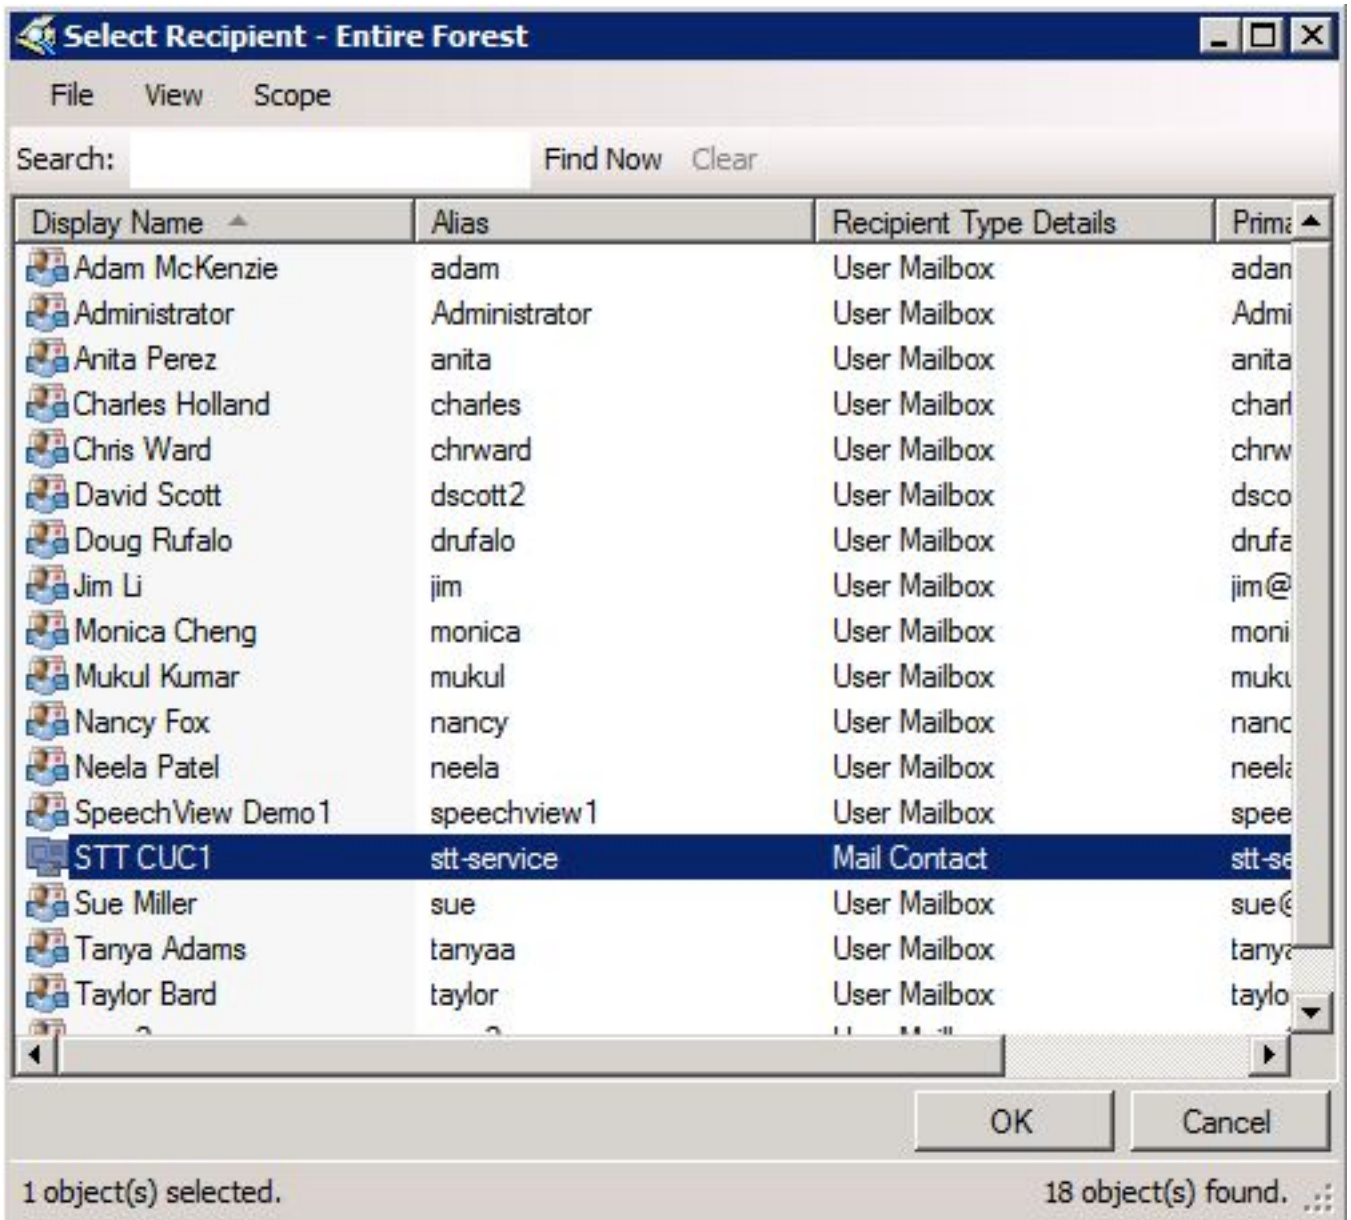 Select Recipient - Entire Forest
File View Scope
Search: Find Now Clear
Display Name Alias Recipient Type Details Prima
Adam McKenzie adam User Mailbox adam
Administrator Administrator User Mailbox Admi
Anita Perez anita User Mailbox anita
Charles Holland charles User Mailbox charl
Chris Ward chrward User Mailbox chrw
David Scott dscott2 User Mailbox dsco
Doug Rufalo drufalo User Mailbox drufa
Jim Li jim User Mailbox jim@
Monica Cheng monica User Mailbox moni
Mukul Kumar mukul User Mailbox muku
Nancy Fox nancy User Mailbox nanc
Neela Patel neela User Mailbox neela
SpeechView Demo1 speechview1 User Mailbox spee
STT CUC1 stt-service Mail Contact stt-se
Sue Miller sue User Mailbox sue@
Tanya Adams tanyaa User Mailbox tanya
Taylor Bard taylor User Mailbox taylo
OK Cancel
1 object(s) selected. 18 object(s) found.